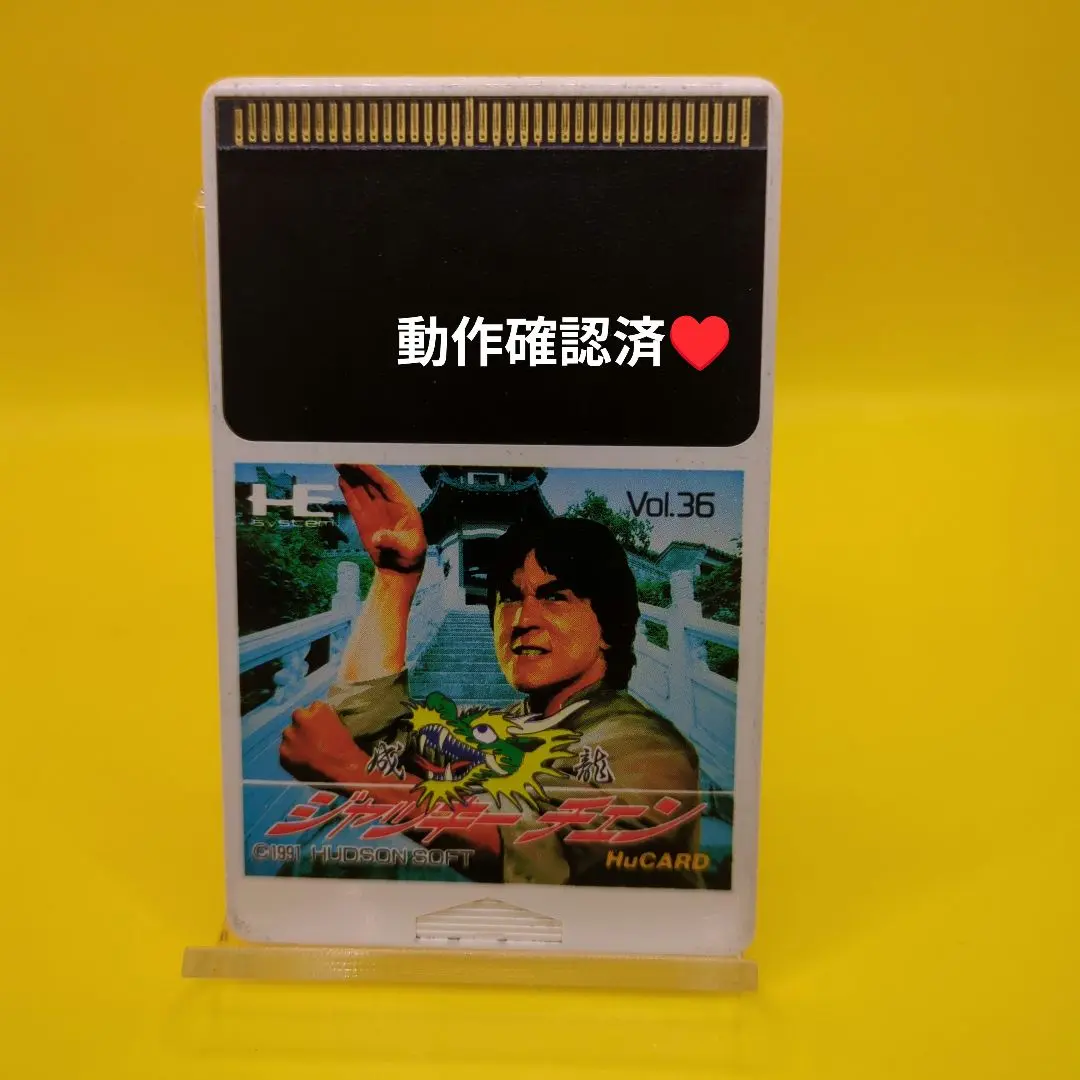 動作確認済♥
HE
system
Vol.36
成龍
ジャッキーチェン
©1991 HUDSON SOFT
HuCARD